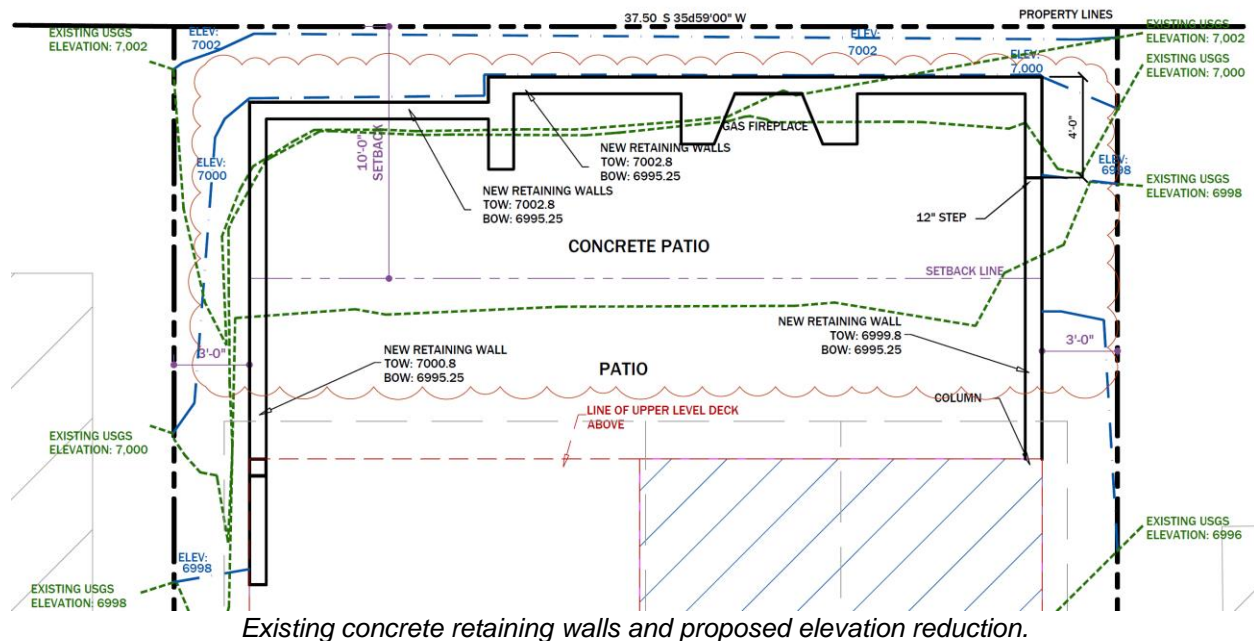 37.50 S 35d59'00" W
PROPERTY LINES
EXISTING USGS
ELEVATION: 7,002
ELEV:
7002
ELEV:
7002
ELEV:
7,000
EXISTING USGS
ELEVATION: 7,002
EXISTING USGS
ELEVATION: 7,000
10'-0"
SETBACK
GAS FIREPLACE
4'-0"
NEW RETAINING WALLS
TOW: 7002.8
BOW: 6995.25
ELEV:
7000
ELEV:
6998
EXISTING USGS
ELEVATION: 6998
NEW RETAINING WALLS
TOW: 7002.8
BOW: 6995.25
12" STEP
CONCRETE PATIO
SETBACK LINE
NEW RETAINING WALL
TOW: 6999.8
BOW: 6995.25
3'-0"
3'-0"
NEW RETAINING WALL
TOW: 7000.8
BOW: 6995.25
PATIO
COLUMN
LINE OF UPPER LEVEL DECK
ABOVE
EXISTING USGS
ELEVATION: 7,000
EXISTING USGS
ELEVATION: 6996
ELEV:
6998
EXISTING USGS
ELEVATION: 6998
Existing concrete retaining walls and proposed elevation reduction.